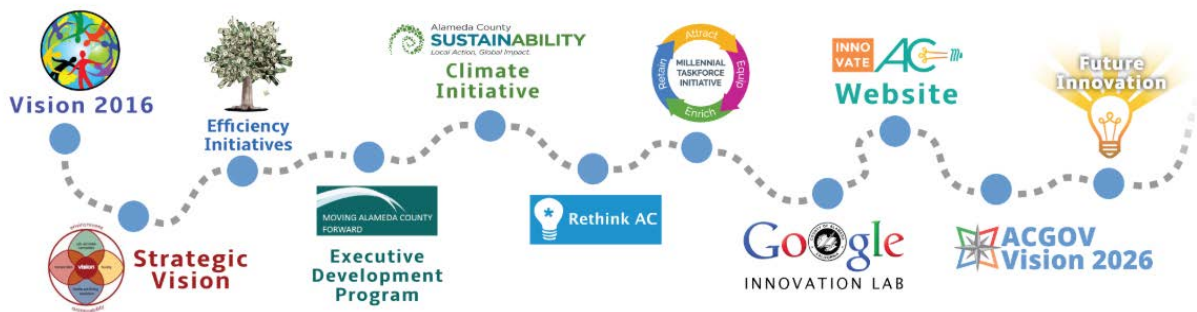 Vision 2016
vision
Strategic
Vision
Efficiency
Initiatives
MOVING ALAMEDA COUNTY
FORWARD
Executive
Development
Program
Alameda County
SUSTAINABILITY
Local Action, Global Impact.
Climate
Initiative
Rethink AC
Attract
Equip
Enrich
Retain
MILLENNIAL
TASKFORCE
INITIATIVE
Google
INNOVATION LAB
INNO
VATE
AC
Website
ACGOV
Vision 2026
Future
Innovation